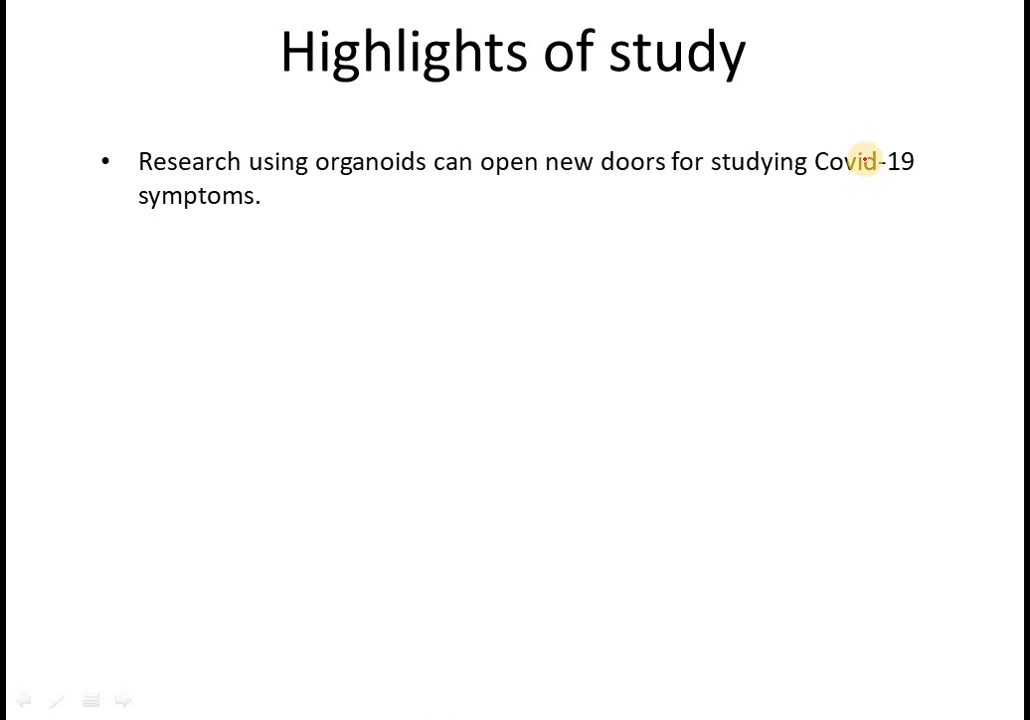 Highlights of study
• Research using organoids can open new doors for studying Covid-19
symptoms.